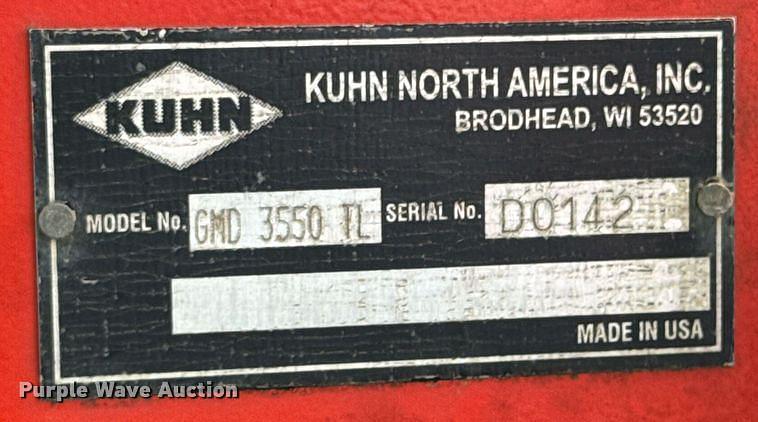 KUHN
KUHN NORTH AMERICA, INC.
BRODHEAD, WI 53520
MODEL No. GMD 3550 TL SERIAL No. D0142
MADE IN USA
Purple Wave Auction